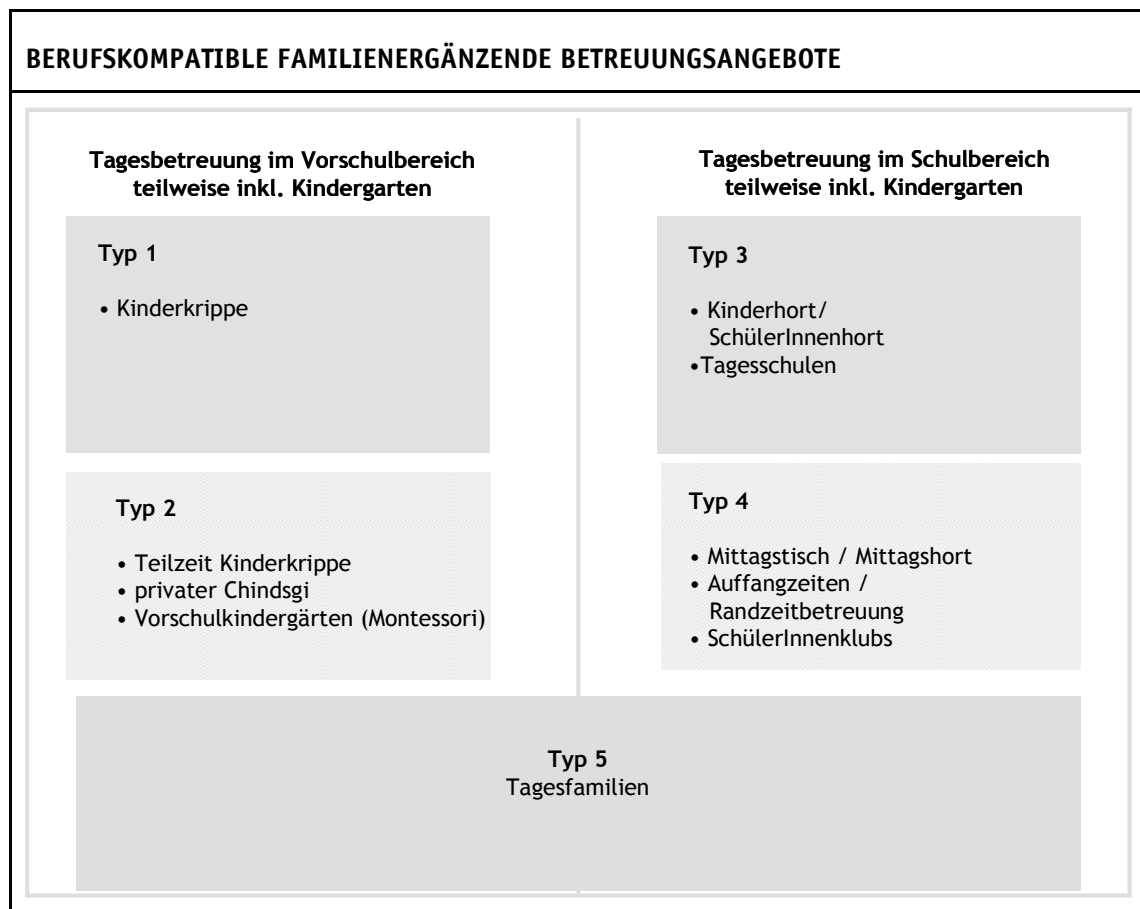 BERUFSKOMPATIBLE FAMILIENERGÄNZENDE BETREUUNGSANGEBOTE
Tagesbetreuung im Vorschulbereich
teilweise inkl. Kindergarten
Typ 1
• Kinderkrippe
Typ 2
• Teilzeit Kinderkrippe
• privater Chindsgi
• Vorschulkindergärten (Montessori)
Tagesbetreuung im Schulbereich
teilweise inkl. Kindergarten
Typ 3
• Kinderhort/
SchülerInnenhort
•Tagesschulen
Typ 4
• Mittagstisch / Mittagshort
• Auffangzeiten /
Randzeitbetreuung
• SchülerInnenklubs
Typ 5
Tagesfamilien